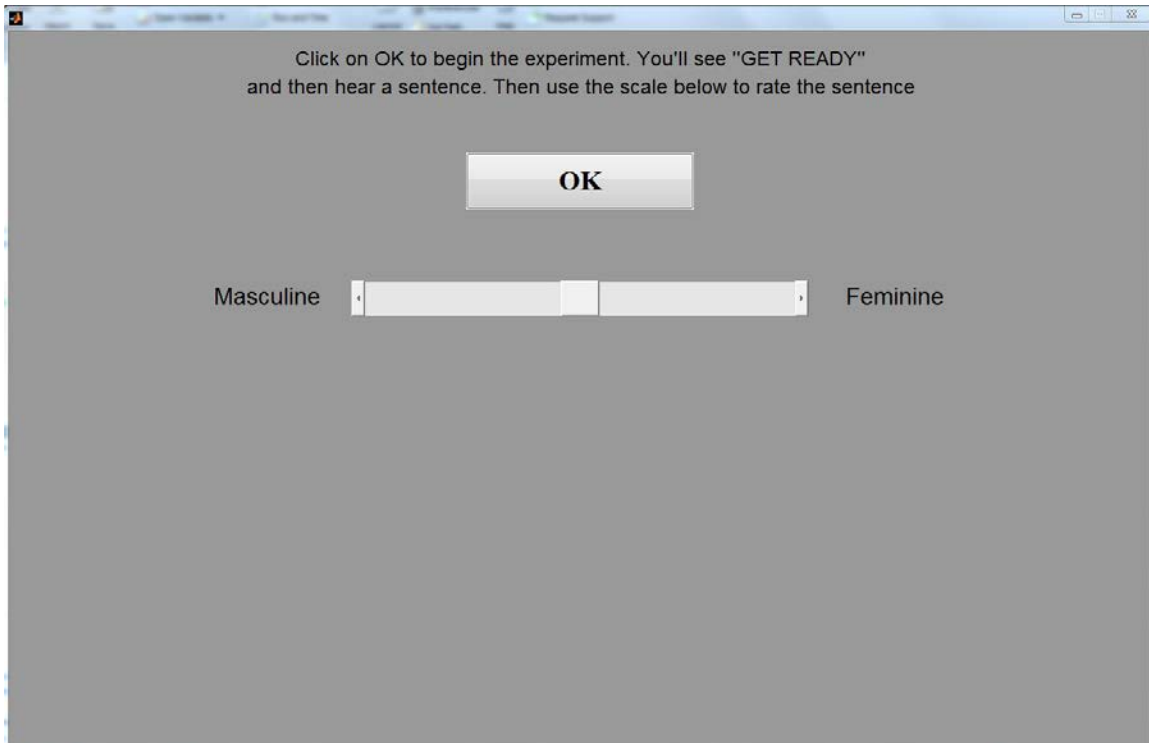 Click on OK to begin the experiment. You'll see "GET READY"
and then hear a sentence. Then use the scale below to rate the sentence
OK
Masculine
Feminine